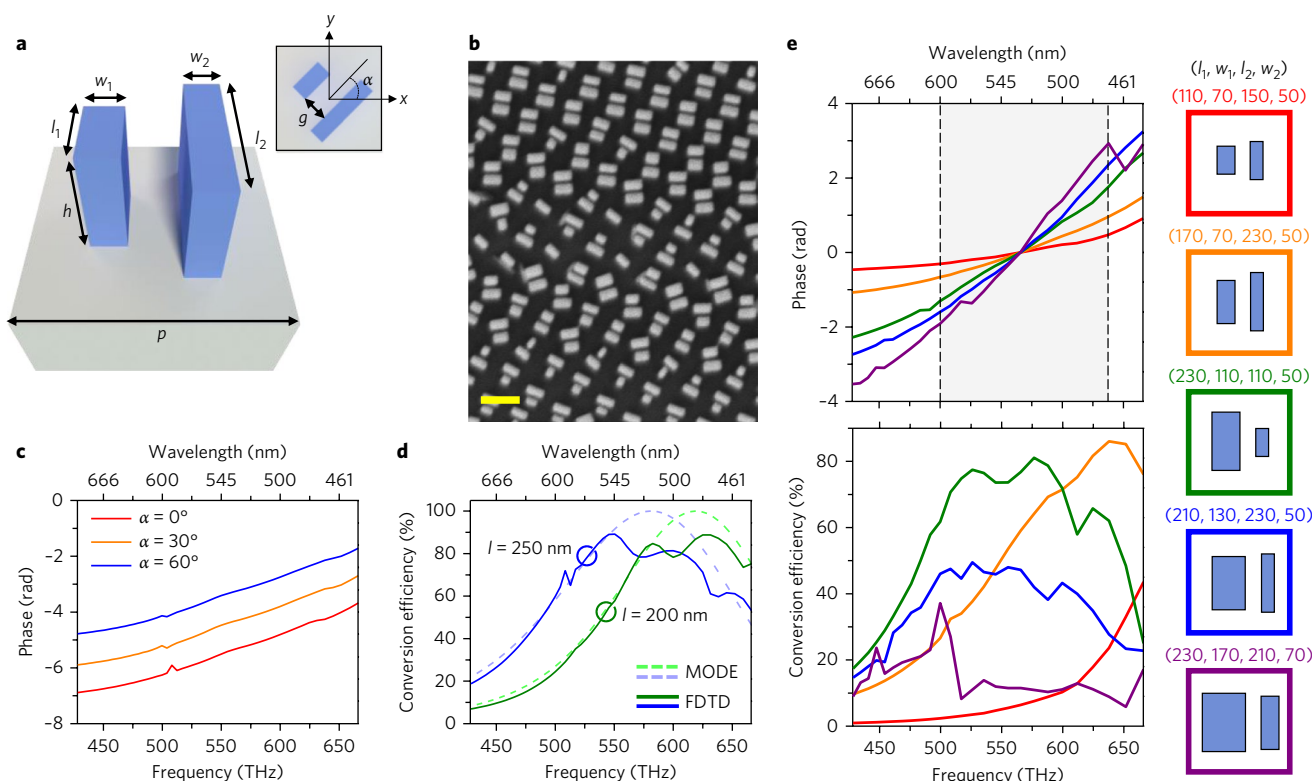 a
w₁
w₂
l₁
l₂
h
p
y
α
x
g
b
c
Wavelength (nm)
666 600 545 500 461
Phase (rad)
0
−2
−4
−6
−8
α = 0°
α = 30°
α = 60°
450 500 550 600 650
Frequency (THz)
d
Wavelength (nm)
666 600 545 500 461
Conversion efficiency (%)
100
80
60
40
20
0
l = 250 nm
l = 200 nm
MODE
FDTD
450 500 550 600 650
Frequency (THz)
e
Wavelength (nm)
666 600 545 500 461
Phase (rad)
4
2
0
−2
−4
Conversion efficiency (%)
80
60
40
20
0
450 500 550 600 650
Frequency (THz)
(l₁, w₁, l₂, w₂)
(110, 70, 150, 50)
(170, 70, 230, 50)
(230, 110, 110, 50)
(210, 130, 230, 50)
(230, 170, 210, 70)